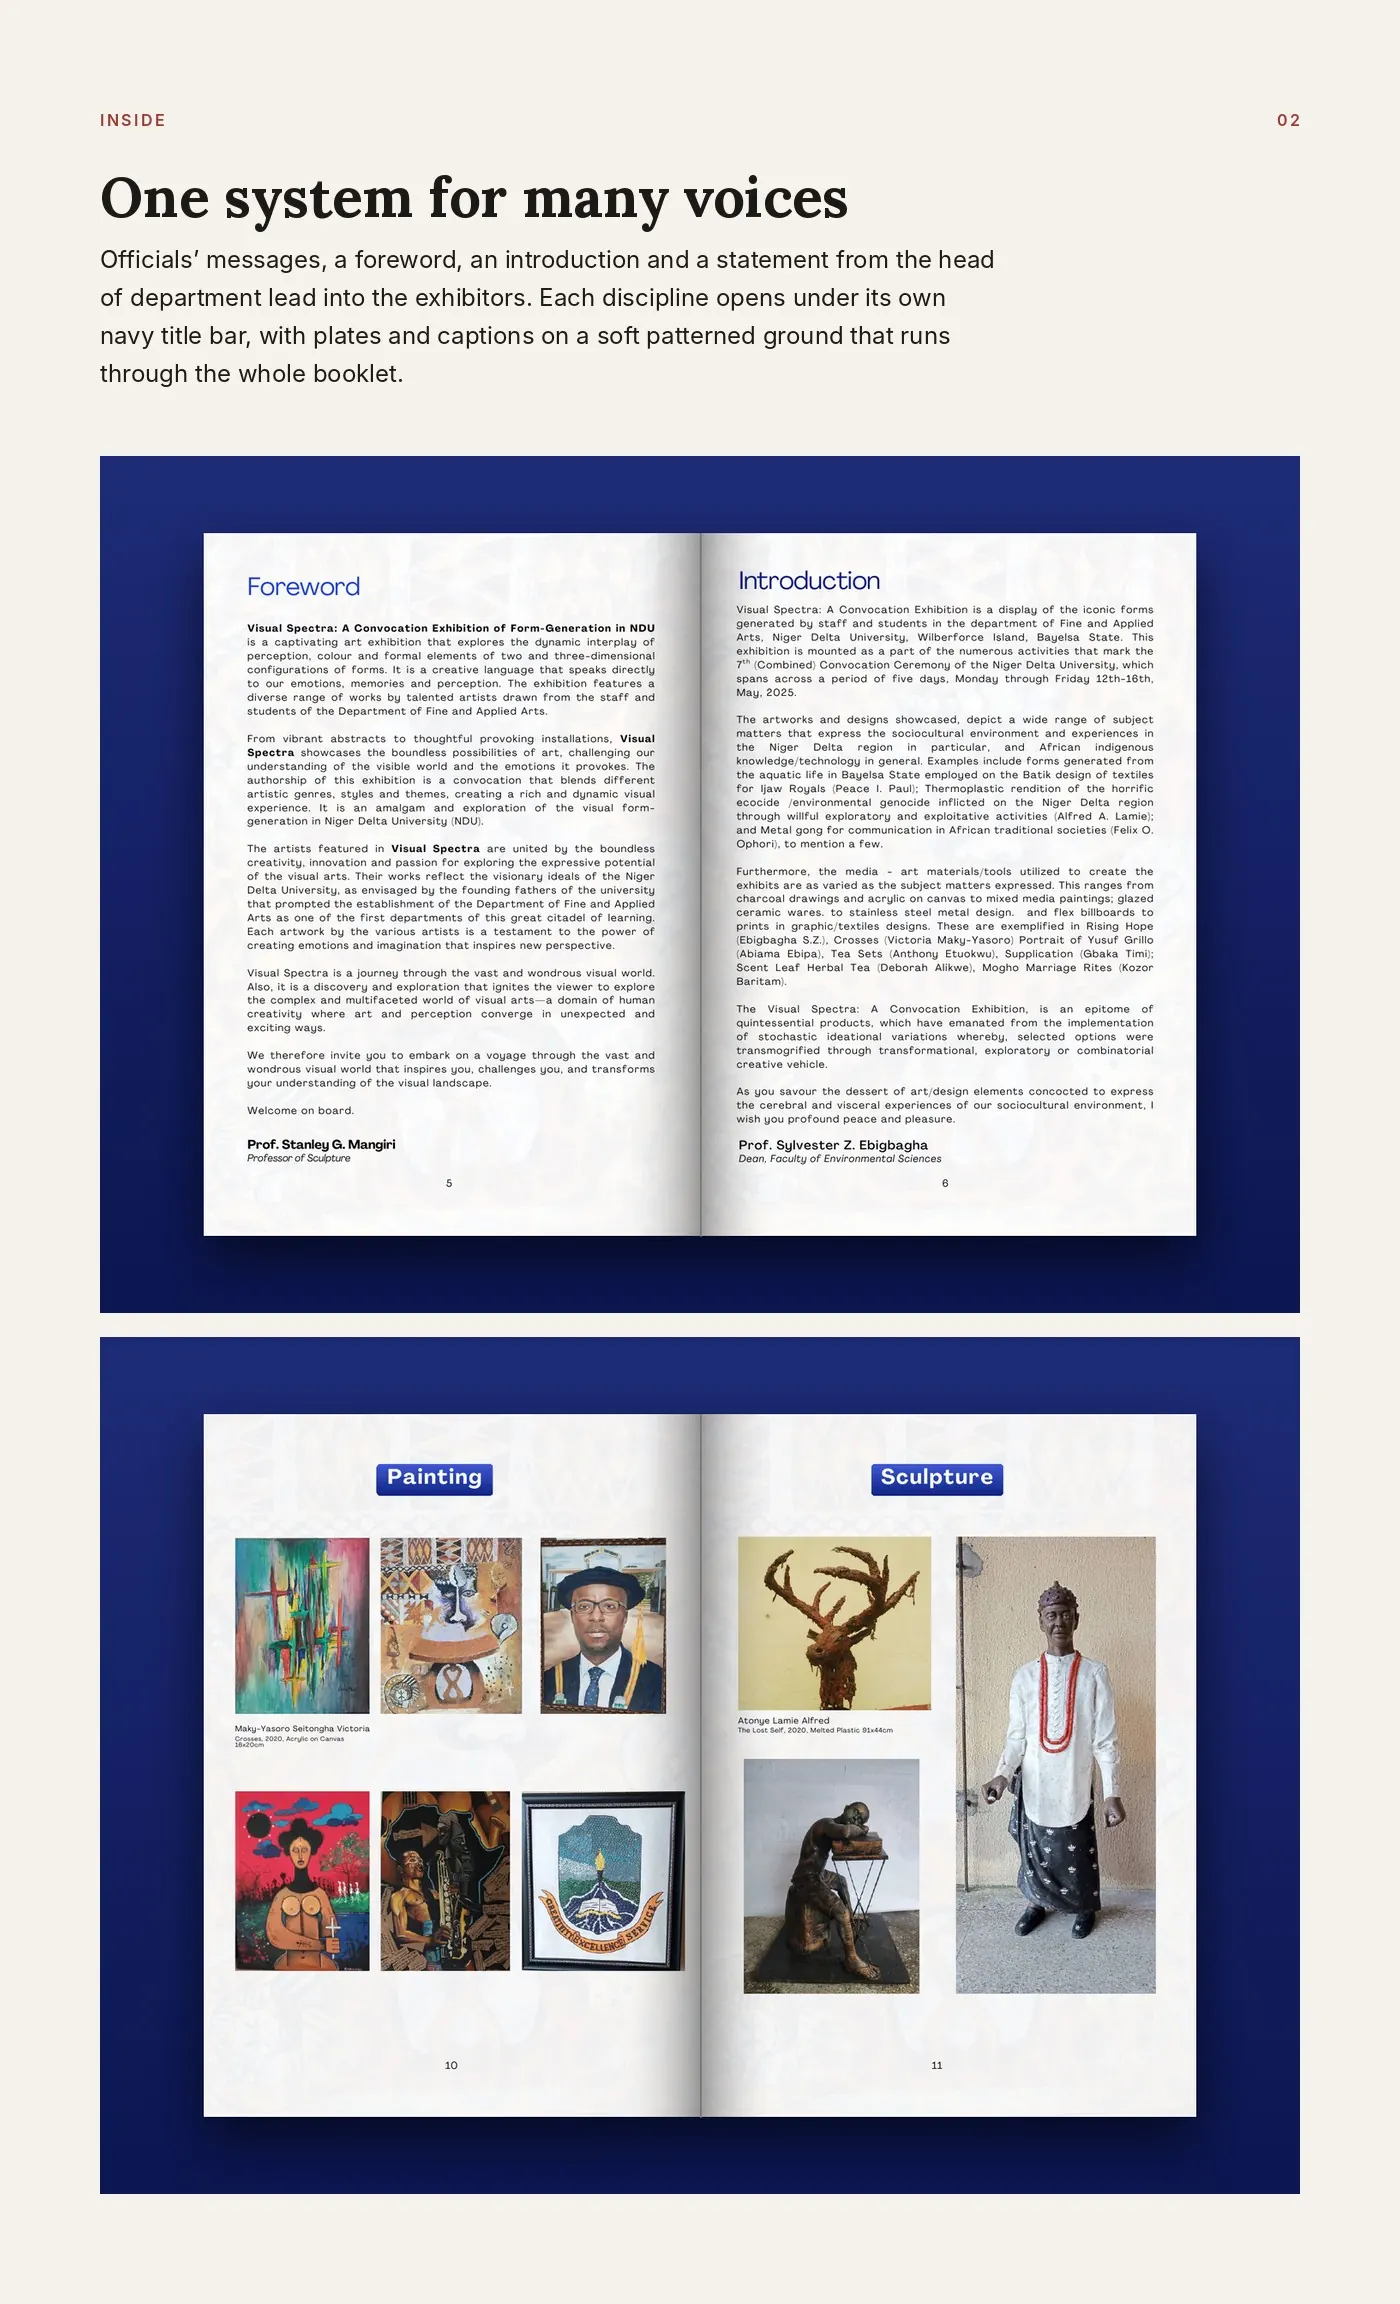 INSIDE
02
One system for many voices
Officials’ messages, a foreword, an introduction and a statement from the head
of department lead into the exhibitors. Each discipline opens under its own
navy title bar, with plates and captions on a soft patterned ground that runs
through the whole booklet.
Foreword
Visual Spectra: A Convocation Exhibition of Form-Generation in NDU
is a captivating art exhibition that explores the dynamic interplay of
perception, colour and formal elements of two and three-dimensional
configurations of forms. It is a creative language that speaks directly
to our emotions, memories and perception. The exhibition features a
diverse range of works by talented artists drawn from the staff and
students of the Department of Fine and Applied Arts.
From vibrant abstracts to thoughtful provoking installations, Visual
Spectra showcases the boundless possibilities of art, challenging our
understanding of the visible world and the emotions it provokes. The
authorship of this exhibition is a convocation that blends different
artistic genres, styles and themes, creating a rich and dynamic visual
experience. It is an amalgam and exploration of the visual form-
generation in Niger Delta University (NDU).
The artists featured in Visual Spectra are united by the boundless
creativity, innovation and passion for exploring the expressive potential
of the visual arts. Their works reflect the visionary ideals of the Niger
Delta University, as envisaged by the founding fathers of the university
that prompted the establishment of the Department of Fine and Applied
Arts as one of the first departments of this great citadel of learning.
Each artwork by the various artists is a testament to the power of
creating emotions and imagination that inspires new perspective.
Visual Spectra is a journey through the vast and wondrous visual world.
Also, it is a discovery and exploration that ignites the viewer to explore
the complex and multifaceted world of visual arts—a domain of human
creativity where art and perception converge in unexpected and
exciting ways.
We therefore invite you to embark on a voyage through the vast and
wondrous visual world that inspires you, challenges you, and transforms
your understanding of the visual landscape.
Welcome on board.
Prof. Stanley G. Mangiri
Professor of Sculpture
5
Introduction
Visual Spectra: A Convocation Exhibition is a display of the iconic forms
generated by staff and students in the department of Fine and Applied
Arts, Niger Delta University, Wilberforce Island, Bayelsa State. This
exhibition is mounted as a part of the numerous activities that mark the
7th (Combined) Convocation Ceremony of the Niger Delta University, which
spans across a period of five days, Monday through Friday 12th-16th,
May, 2025.
The artworks and designs showcased, depict a wide range of subject
matters that express the sociocultural environment and experiences in
the Niger Delta region in particular, and African indigenous
knowledge/technology in general. Examples include forms generated from
the aquatic life in Bayelsa State employed on the Batik design of textiles
for Ijaw Royals (Peace I. Paul); Thermoplastic rendition of the horrific
ecocide /environmental genocide inflicted on the Niger Delta region
through willful exploratory and exploitative activities (Alfred A. Lamie);
and Metal gong for communication in African traditional societies (Felix O.
Ophori), to mention a few.
Furthermore, the media - art materials/tools utilized to create the
exhibits are as varied as the subject matters expressed. This ranges from
charcoal drawings and acrylic on canvas to mixed media paintings; glazed
ceramic wares. to stainless steel metal design. and flex billboards to
prints in graphic/textiles designs. These are exemplified in Rising Hope
(Ebigbagha S.Z.), Crosses (Victoria Maky-Yasoro) Portrait of Yusuf Grillo
(Abiama Ebipa), Tea Sets (Anthony Etuokwu), Supplication (Gbaka Timi);
Scent Leaf Herbal Tea (Deborah Alikwe), Mogho Marriage Rites (Kozor
Baritam).
The Visual Spectra: A Convocation Exhibition, is an epitome of
quintessential products, which have emanated from the implementation
of stochastic ideational variations whereby, selected options were
transmogrified through transformational, exploratory or combinatorial
creative vehicle.
As you savour the dessert of art/design elements concocted to express
the cerebral and visceral experiences of our sociocultural environment, I
wish you profound peace and pleasure.
Prof. Sylvester Z. Ebigbagha
Dean, Faculty of Environmental Sciences
6
Painting
Maky-Yasoro Seitongha Victoria
Crosses, 2020, Acrylic on Canvas
16x20cm
CREATIVITY EXCELLENCE SERVICE
10
Sculpture
Atonye Lamie Alfred
The Lost Self, 2020, Melted Plastic 91x44cm
11